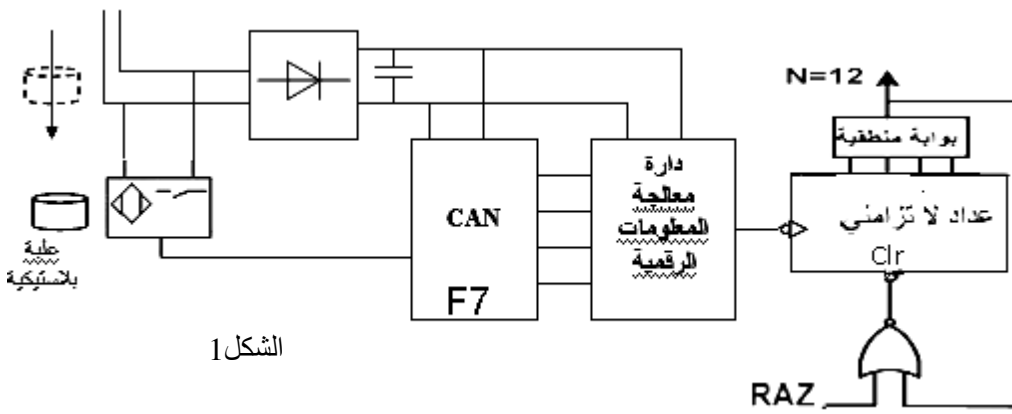 N=12
بوابة منطقية
دارة
معالجة
المعلومات
الرقمية
CAN
عداد لا تزامني
Clr
علبة
بلاستيكية
F7
الشكل1
RAZ